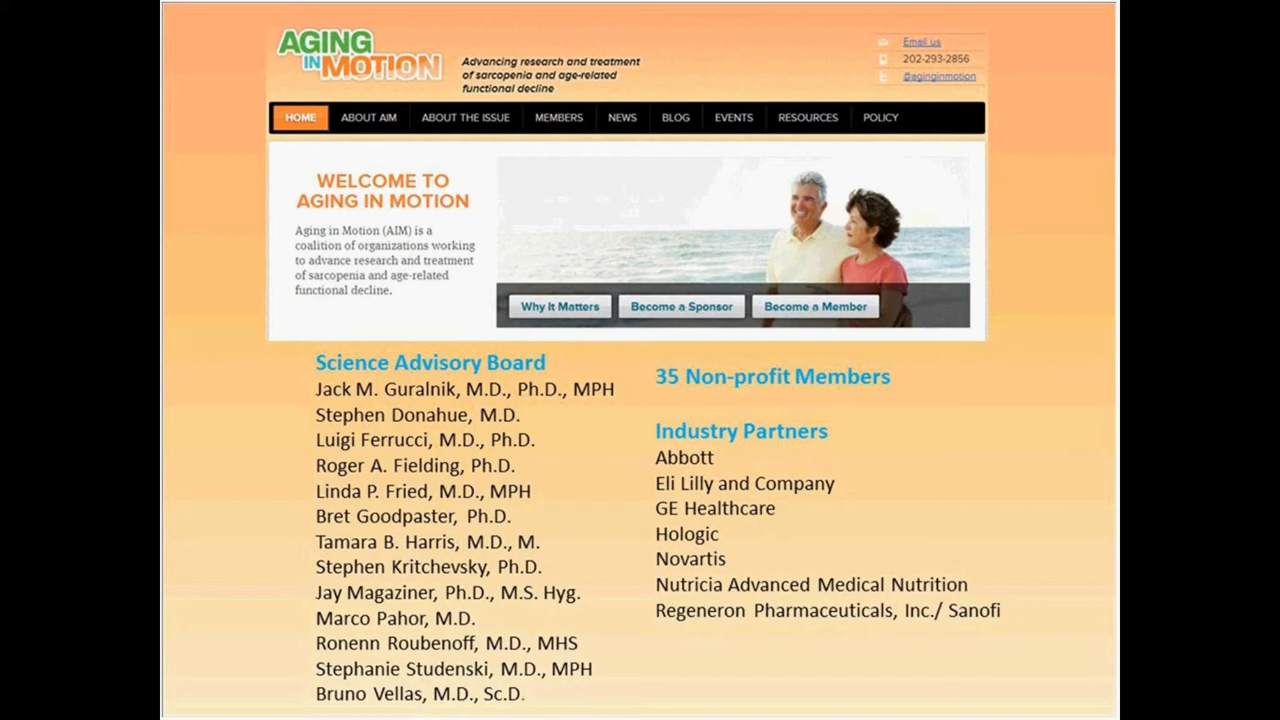 AGING
IN MOTION
Advancing research and treatment
of sarcopenia and age-related
functional decline
Email us
202-293-2856
@aginginmotion
HOME ABOUT AIM ABOUT THE ISSUE MEMBERS NEWS BLOG EVENTS RESOURCES POLICY
WELCOME TO
AGING IN MOTION
Aging in Motion (AIM) is a
coalition of organizations working
to advance research and treatment
of sarcopenia and age-related
functional decline.
Why It Matters Become a Sponsor Become a Member
Science Advisory Board
Jack M. Guralnik, M.D., Ph.D., MPH
Stephen Donahue, M.D.
Luigi Ferrucci, M.D., Ph.D.
Roger A. Fielding, Ph.D.
Linda P. Fried, M.D., MPH
Bret Goodpaster, Ph.D.
Tamara B. Harris, M.D., M.
Stephen Kritchevsky, Ph.D.
Jay Magaziner, Ph.D., M.S. Hyg.
Marco Pahor, M.D.
Ronenn Roubenoff, M.D., MHS
Stephanie Studenski, M.D., MPH
Bruno Vellas, M.D., Sc.D.
35 Non-profit Members
Industry Partners
Abbott
Eli Lilly and Company
GE Healthcare
Hologic
Novartis
Nutricia Advanced Medical Nutrition
Regeneron Pharmaceuticals, Inc./ Sanofi